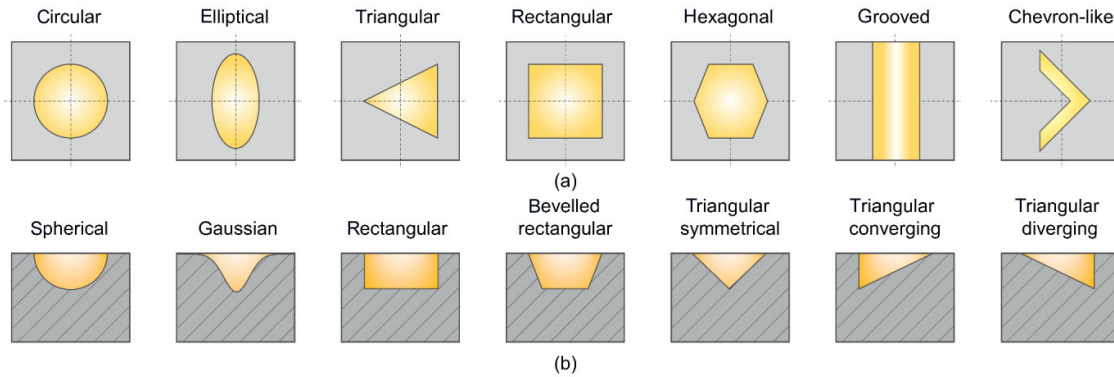 Circular
Elliptical
Triangular
Rectangular
Hexagonal
Grooved
Chevron-like
(a)
Spherical
Gaussian
Rectangular
Bevelled
rectangular
Triangular
symmetrical
Triangular
converging
Triangular
diverging
(b)